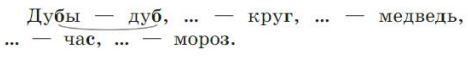 Дубы — дуб, ... — круг, ... — медведь,
... — час, ... — мороз.